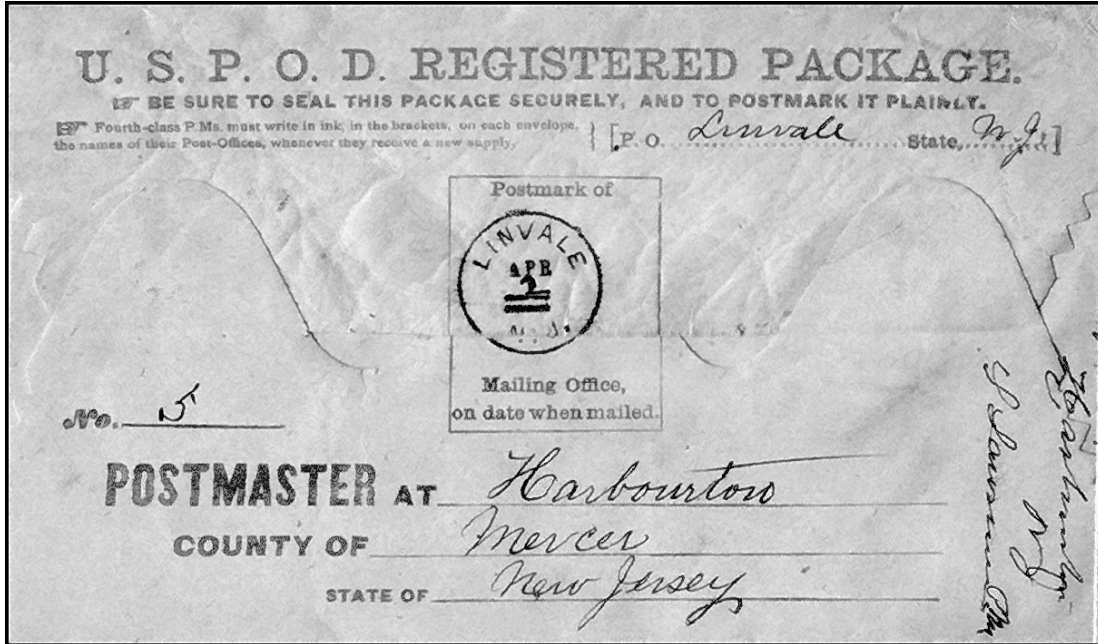 U. S. P. O. D. REGISTERED PACKAGE.
☞ BE SURE TO SEAL THIS PACKAGE SECURELY, AND TO POSTMARK IT PLAINLY.
☞ Fourth-class P. Ms. must write in ink, in the brackets, on each envelope, the names of their Post-Offices, whenever they receive a new supply. } [P. O. Linvale State, N. J.]
Postmark of
LINVALE
APR
2
N. J.
Mailing Office,
on date when mailed.
No. 5
POSTMASTER AT Harbourtow
COUNTY OF Mercer
STATE OF New Jersey
NJ